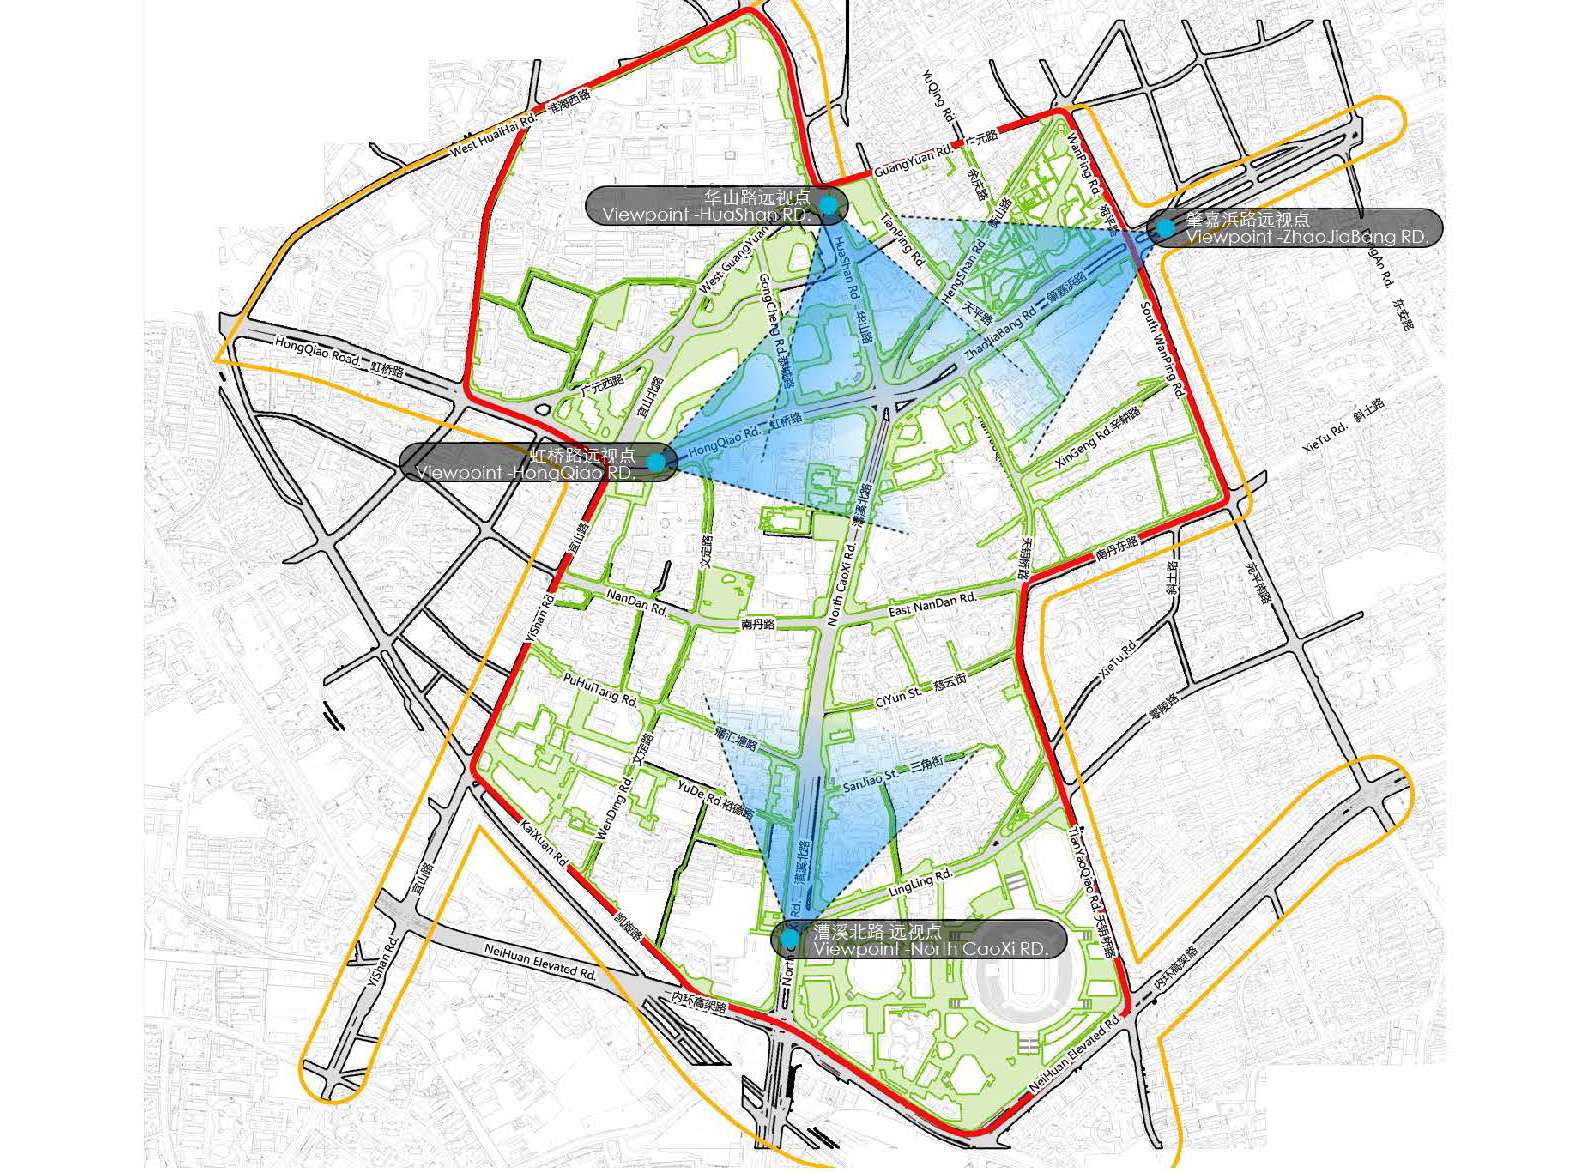 West HuaiHai Rd. 淮海西路
YuQing Rd.
余庆路
GuangYuan Rd. 广元路
WanPing Rd.
宛平路
华山路远视点
Viewpoint -HuaShan RD.
肇嘉浜路远视点
Viewpoint -ZhaoJiaBang RD.
West GuangYuan
TianPing Rd.
天平路
HengShan Rd. 衡山路
HuaShan Rd. 华山路
GongCheng Rd. 恭城路
ZhaoJiaBang Rd. 肇嘉浜路
东安路
South WanPing Rd.
HongQiao Road. 虹桥路
广元西路
宜山北路
HongQiao Rd. 虹桥路
XinGeng Rd. 辛耕路
XieTu Rd. 斜土路
虹桥路远视点
Viewpoint -HongQiao RD.
宜山路
YiShan Rd.
文定路
North CaoXi Rd. 漕溪北路
天钥桥路
南丹东路
斜土路
宛平南路
NanDan Rd.
南丹路
East NanDan Rd.
XieTu Rd.
零陵路
PuHuiTang Rd.
蒲汇塘路
CiYun St. 慈云街
SanJiao St. 三角街
WenDing Rd. 文定路
YuDe Rd. 裕德路
KaiXuan Rd.
凯旋路
漕溪北路
LingLing Rd.
TianYaoQiao Rd. 天钥桥路
漕溪北路 远视点
Viewpoint -North CaoXi RD.
宜山路
YiShan Rd.
NeiHuan Elevated Rd.
内环高架路
内环高架路
NeiHuan Elevated Rd.